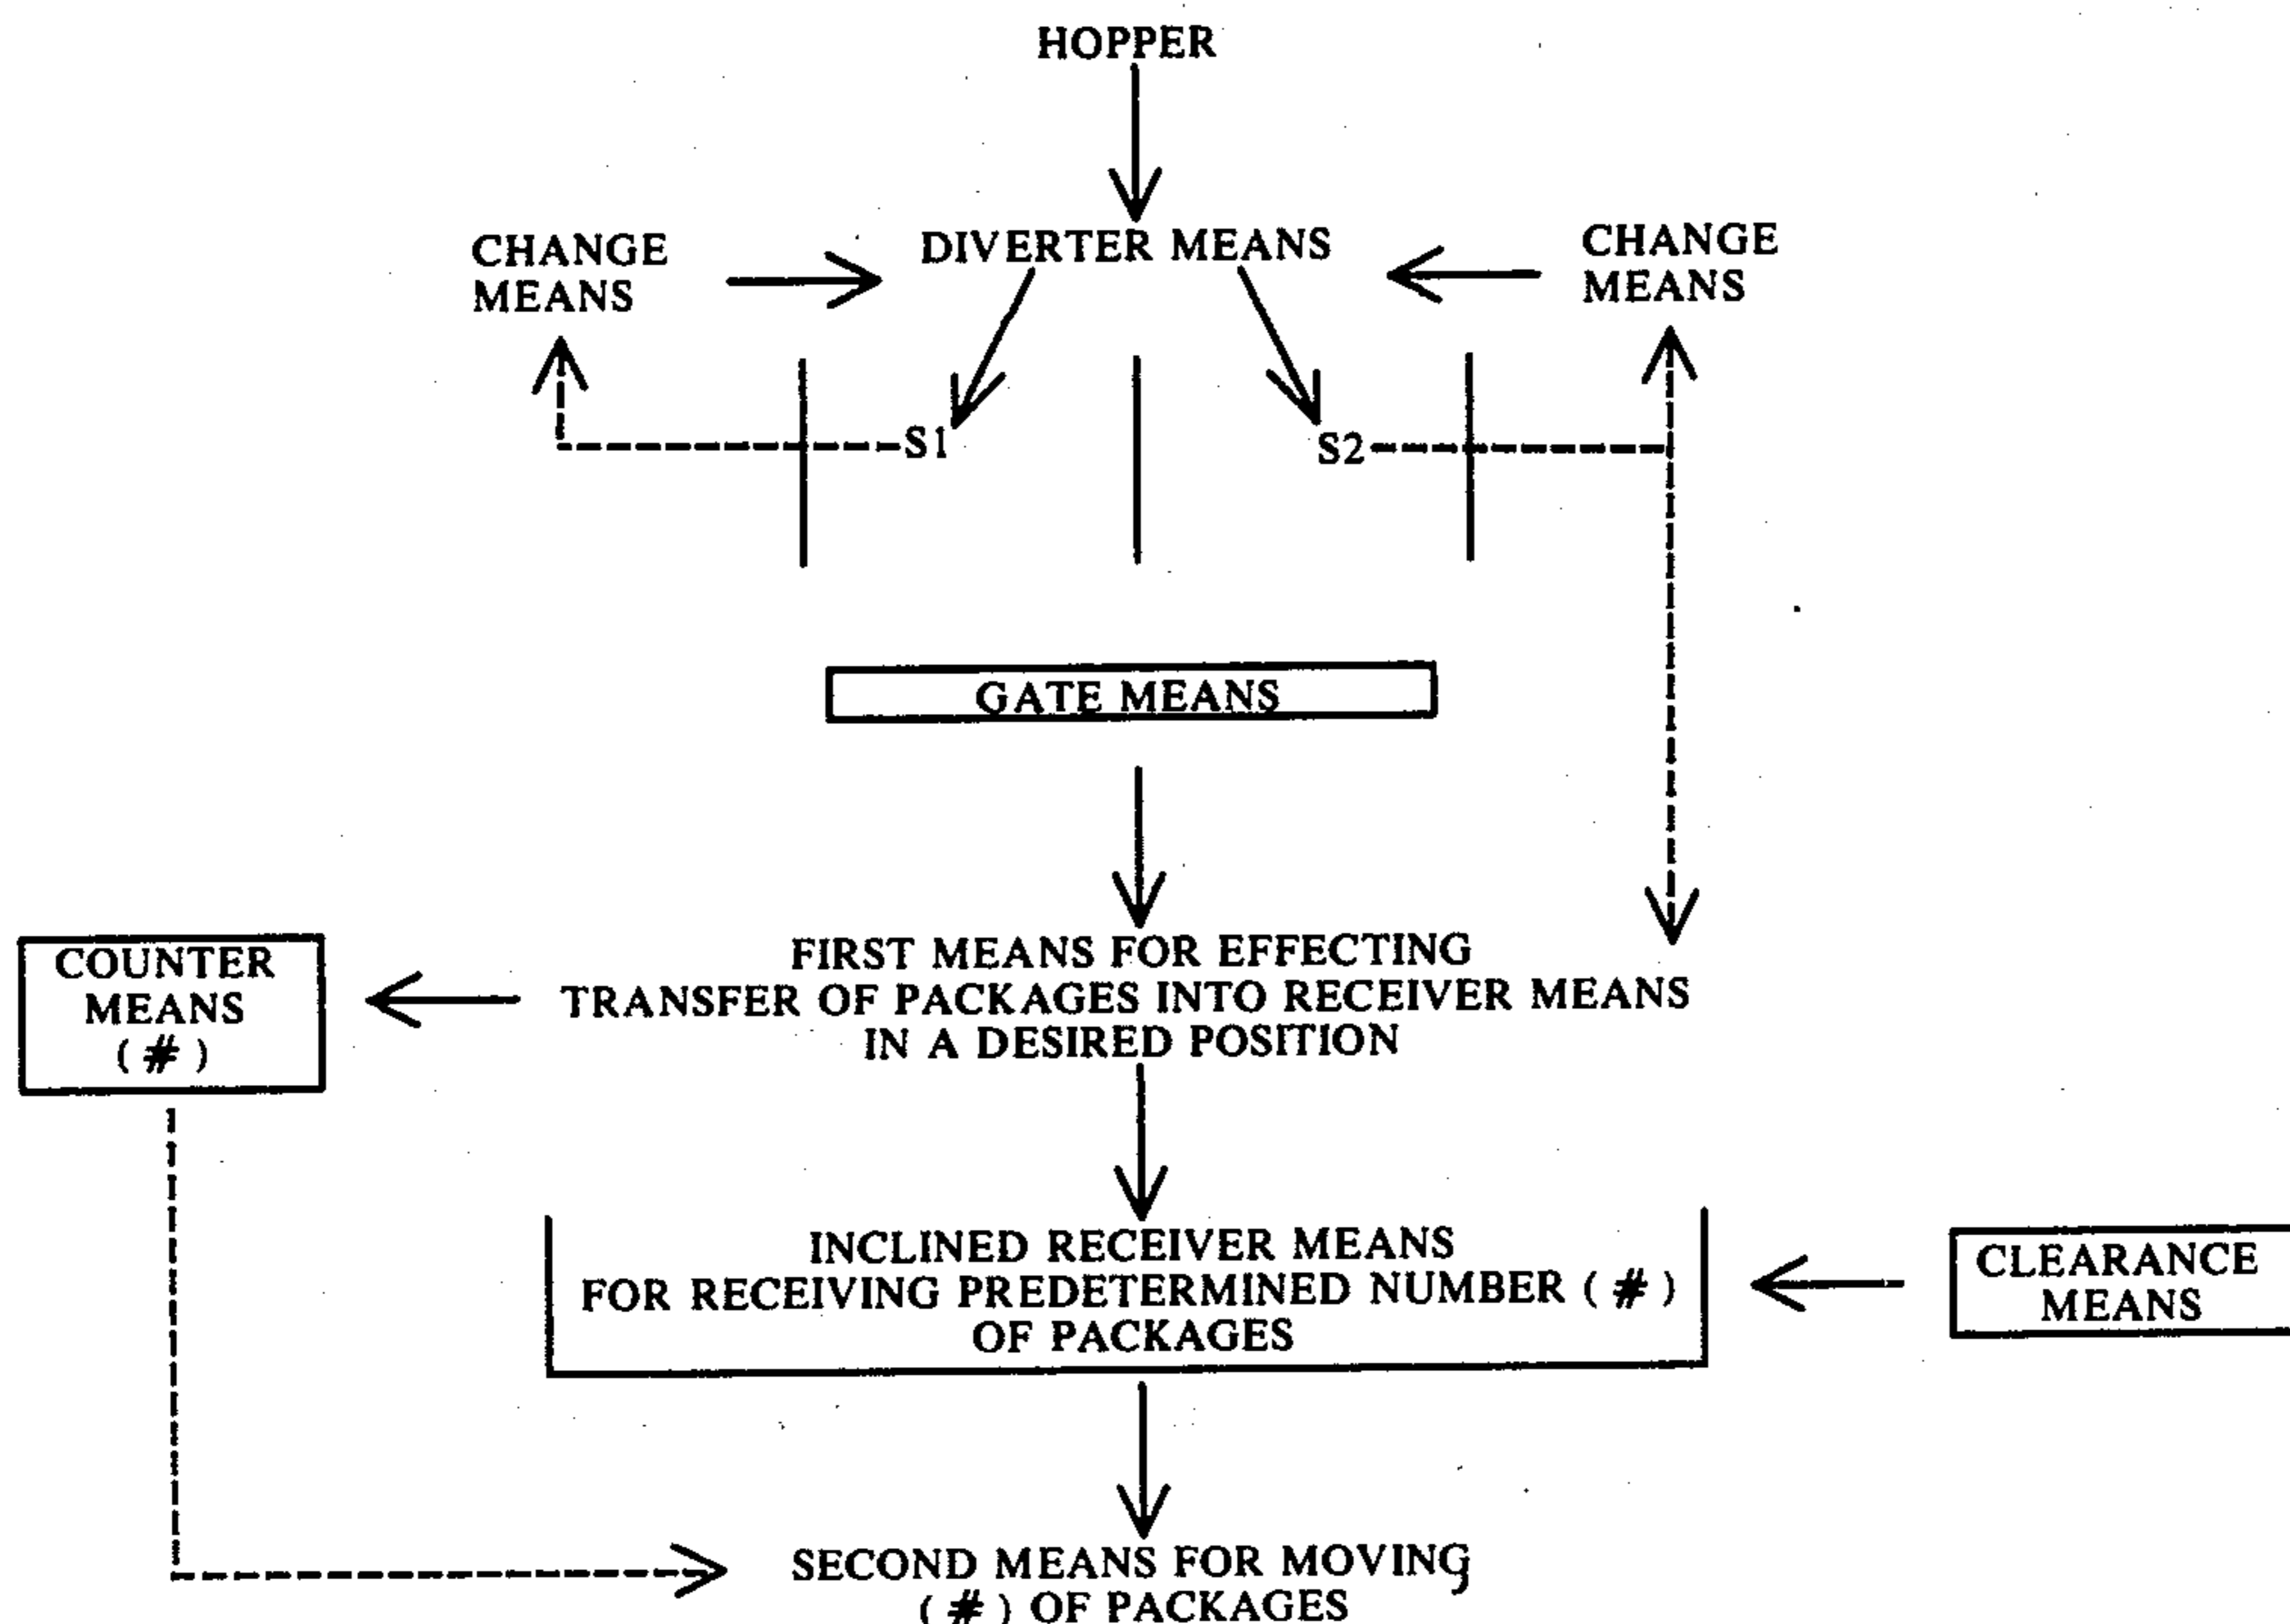 HOPPER
CHANGE
MEANS
DIVERTER MEANS
CHANGE
MEANS
S1
S2
GATE MEANS
COUNTER
MEANS
(#)
FIRST MEANS FOR EFFECTING
TRANSFER OF PACKAGES INTO RECEIVER MEANS
IN A DESIRED POSITION
INCLINED RECEIVER MEANS
FOR RECEIVING PREDETERMINED NUMBER (#)
OF PACKAGES
CLEARANCE
MEANS
SECOND MEANS FOR MOVING
(#) OF PACKAGES